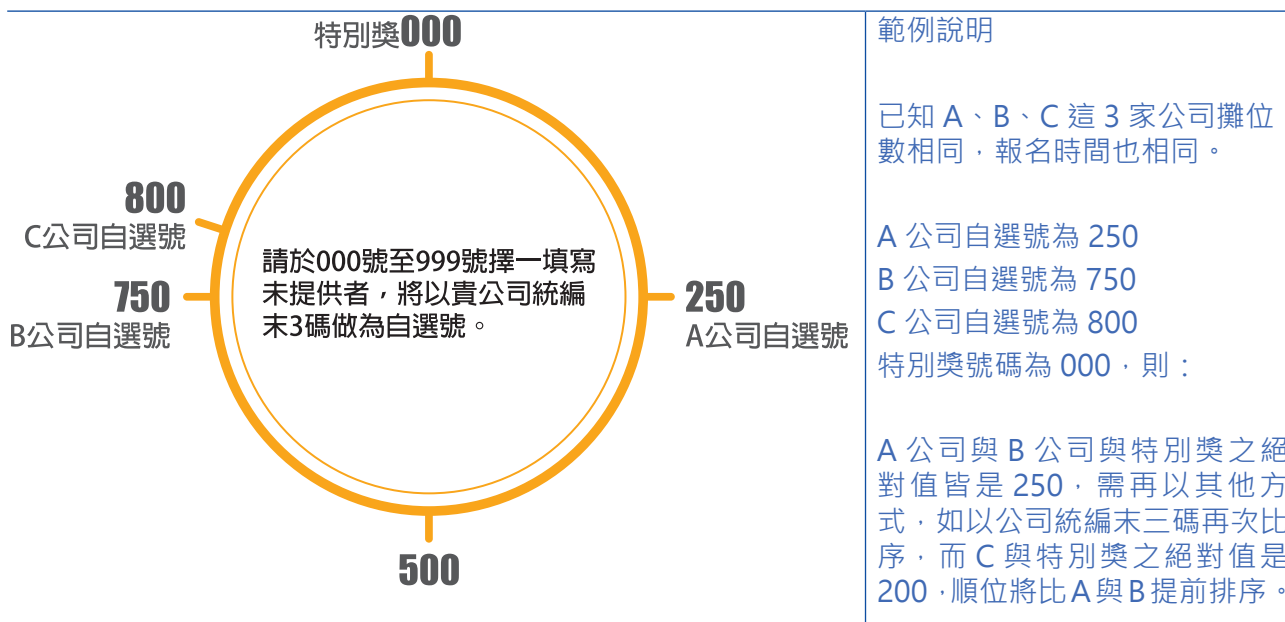 特別獎000
800
C公司自選號
750
B公司自選號
請於000號至999號擇一填寫
未提供者，將以貴公司統編
末3碼做為自選號。
250
A公司自選號
500
範例說明
已知 A、B、C 這 3 家公司攤位
數相同，報名時間也相同。
A 公司自選號為 250
B 公司自選號為 750
C 公司自選號為 800
特別獎號碼為 000，則：
A 公司與 B 公司與特別獎之絕
對值皆是 250，需再以其他方
式，如以公司統編末三碼再次比
序，而 C 與特別獎之絕對值是
200，順位將比A與B提前排序。